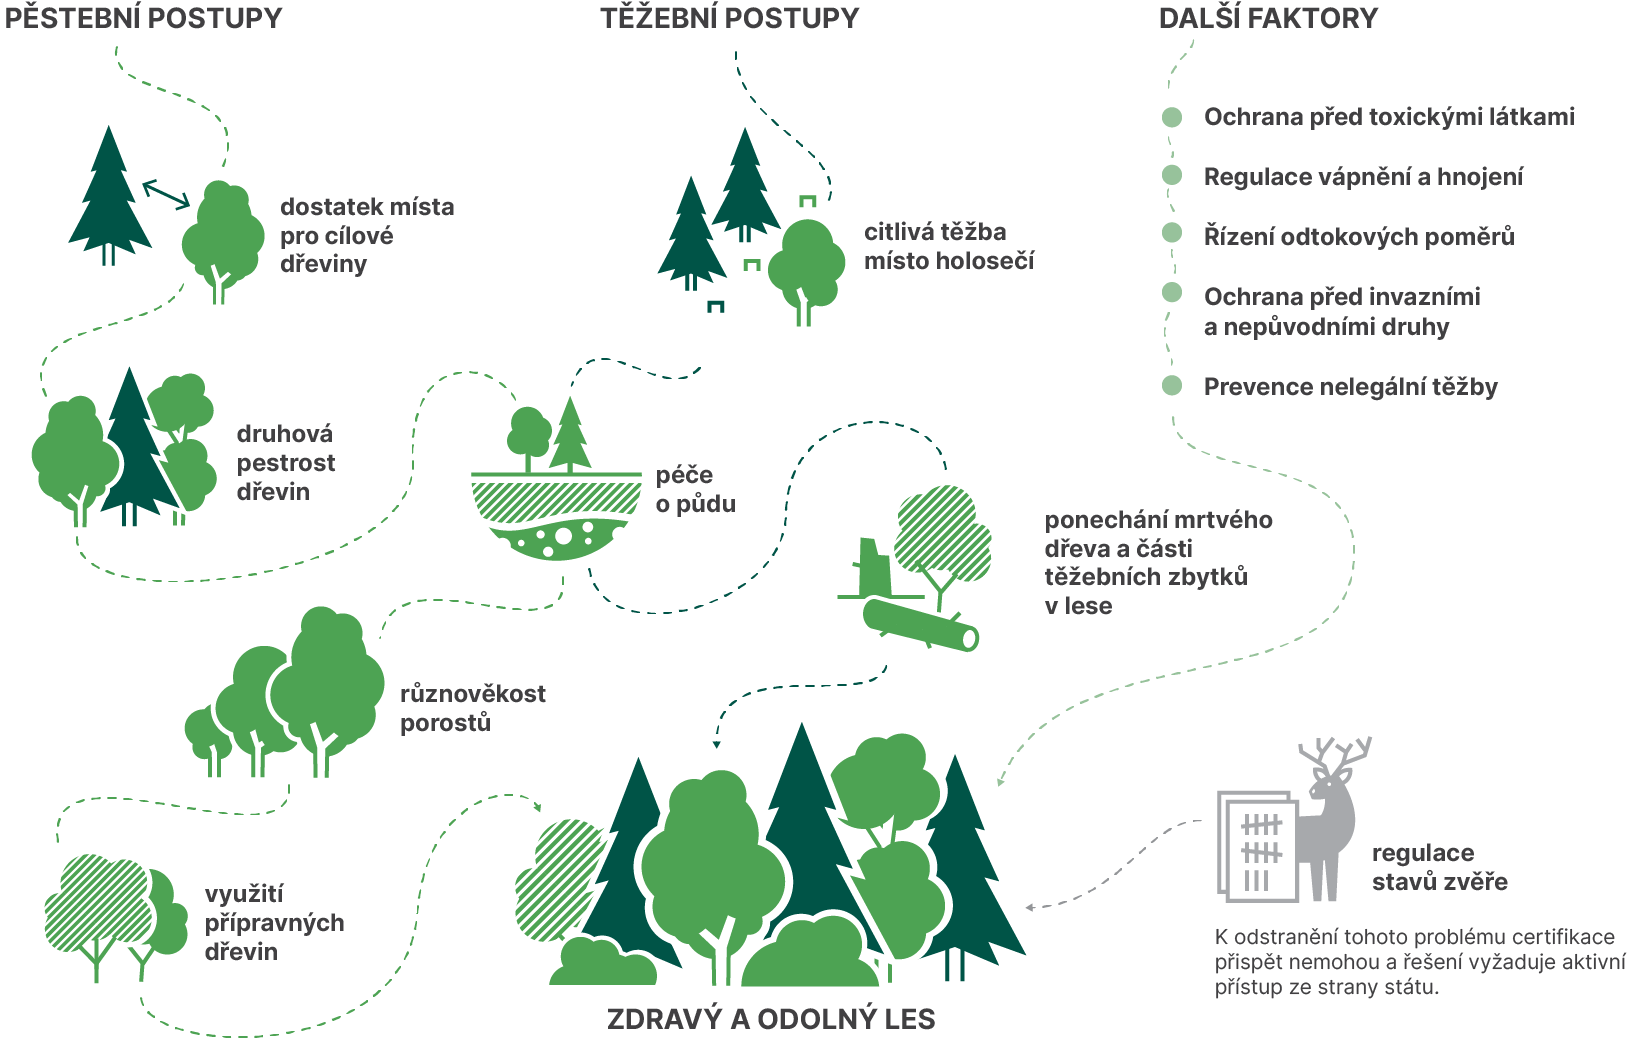 PĚSTEBNÍ POSTUPY
dostatek místa
pro cílové
dřeviny
druhová
pestrost
dřevin
různověkost
porostů
využití
přípravných
dřevin
TĚŽEBNÍ POSTUPY
citlivá těžba
místo holosečí
péče
o půdu
ponechání mrtvého
dřeva a části
těžebních zbytků
v lese
DALŠÍ FAKTORY
Ochrana před toxickými látkami
Regulace vápnění a hnojení
Řízení odtokových poměrů
Ochrana před invazními
a nepůvodními druhy
Prevence nelegální těžby
regulace
stavů zvěře
K odstranění tohoto problému certifikace
přispět nemohou a řešení vyžaduje aktivní
přístup ze strany státu.
ZDRAVÝ A ODOLNÝ LES